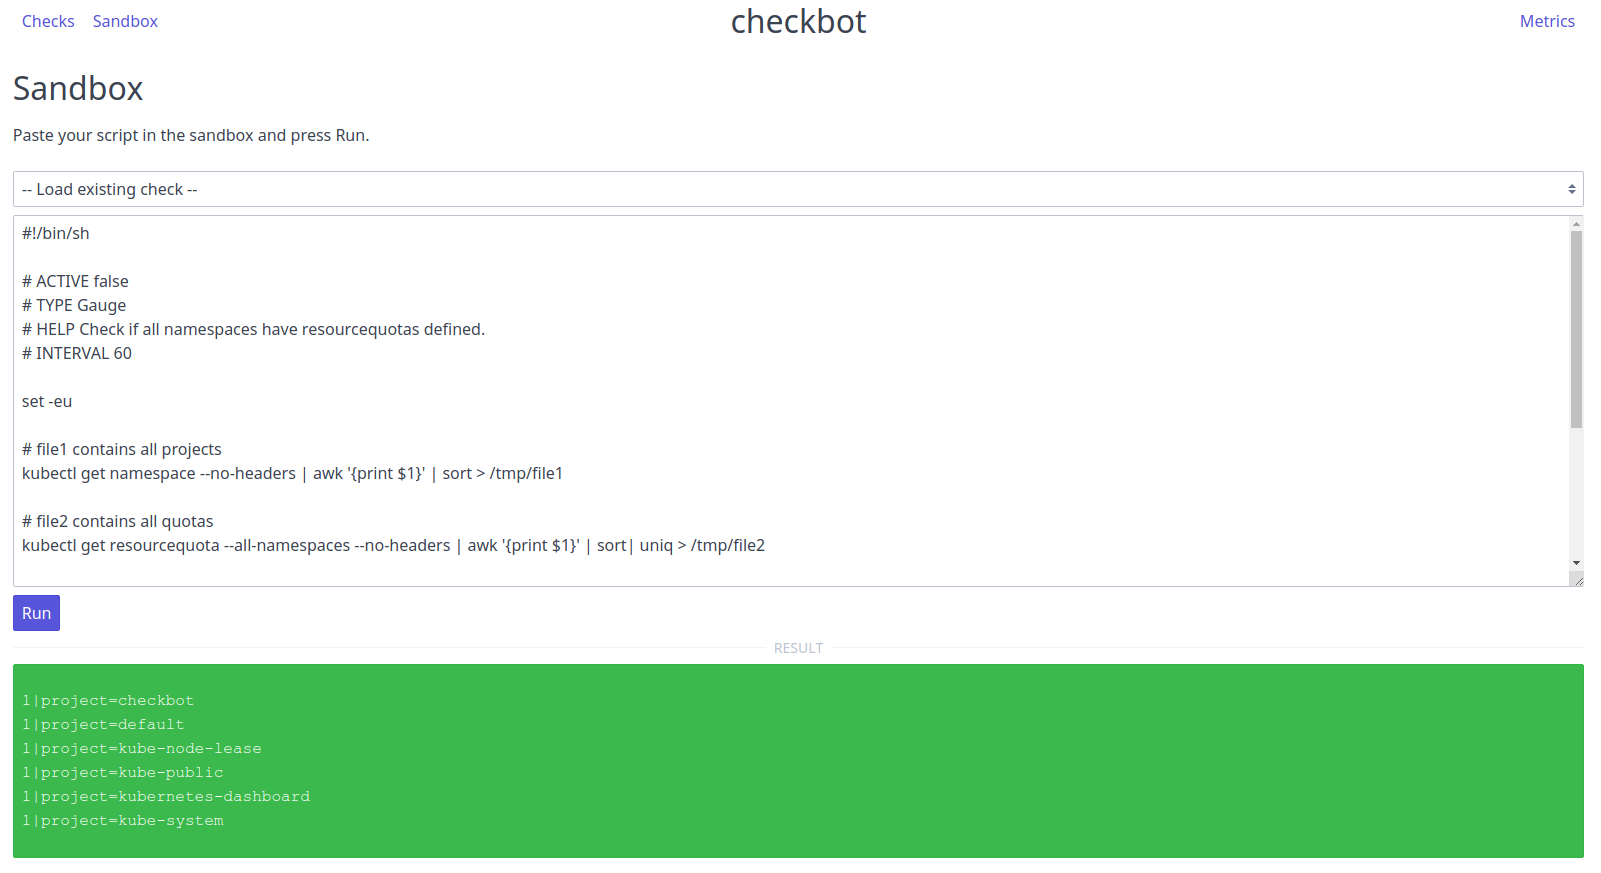 Checks Sandbox checkbot Metrics
Sandbox
Paste your script in the sandbox and press Run.
-- Load existing check --
#!/bin/sh
# ACTIVE false
# TYPE Gauge
# HELP Check if all namespaces have resourcequotas defined.
# INTERVAL 60
set -eu
# file1 contains all projects
kubectl get namespace --no-headers | awk '{print $1}' | sort > /tmp/file1
# file2 contains all quotas
kubectl get resourcequota --all-namespaces --no-headers | awk '{print $1}' | sort| uniq > /tmp/file2
Run
RESULT
1|project=checkbot
1|project=default
1|project=kube-node-lease
1|project=kube-public
1|project=kubernetes-dashboard
1|project=kube-system